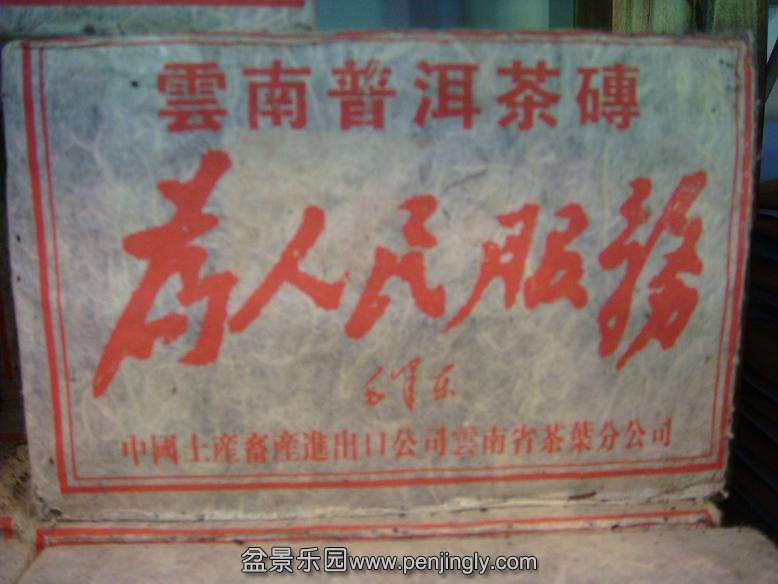 雲南普洱茶磚
為人民服務
毛澤东
中國土産畜産進出口公司雲南省茶葉分公司
盆景乐园www.penjingly.com